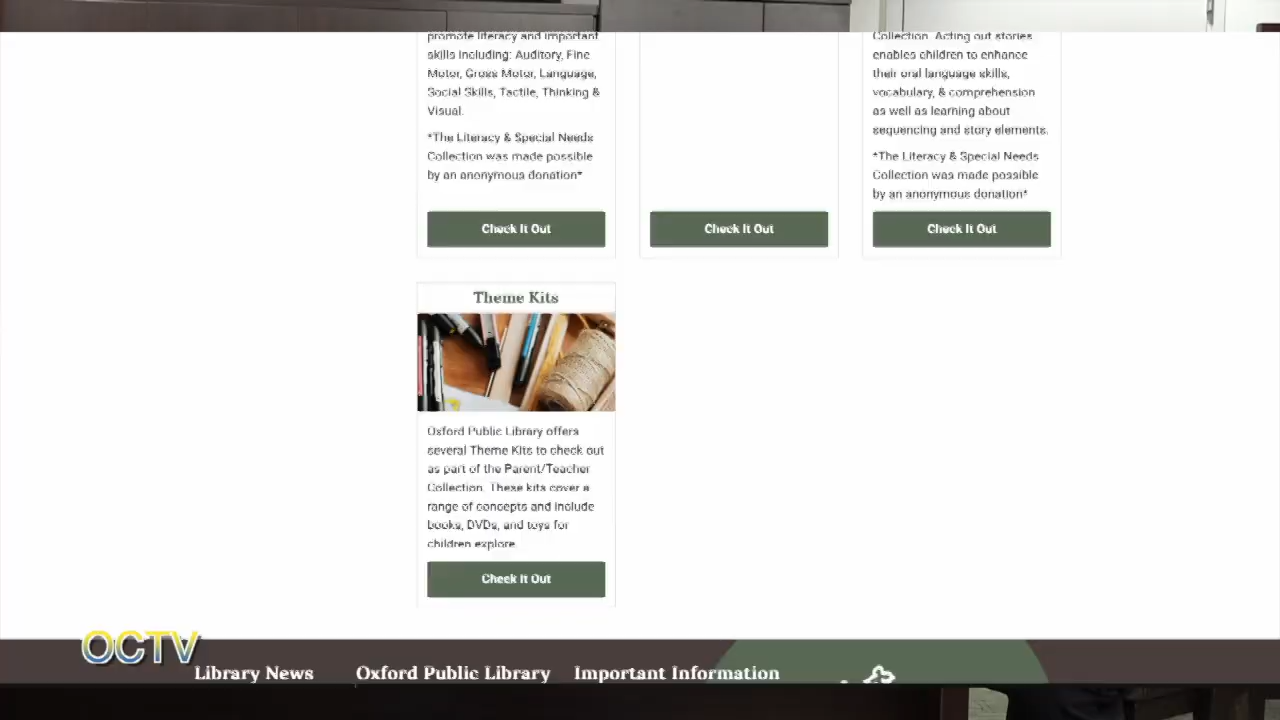 promote literacy and important
skills including: Auditory, Fine
Motor, Gross Motor, Language,
Social Skills, Tactile, Thinking &
Visual.
*The Literacy & Special Needs
Collection was made possible
by an anonymous donation*
Check It Out
Check It Out
Collection. Acting out stories
enables children to enhance
their oral language skills,
vocabulary, & comprehension
as well as learning about
sequencing and story elements.
*The Literacy & Special Needs
Collection was made possible
by an anonymous donation*
Check It Out
Theme Kits
Oxford Public Library offers
several Theme Kits to check out
as part of the Parent/Teacher
Collection. These kits cover a
range of concepts and include
books, DVDs, and toys for
children explore.
Check It Out
OCTV
Library News
Oxford Public Library
Important Information